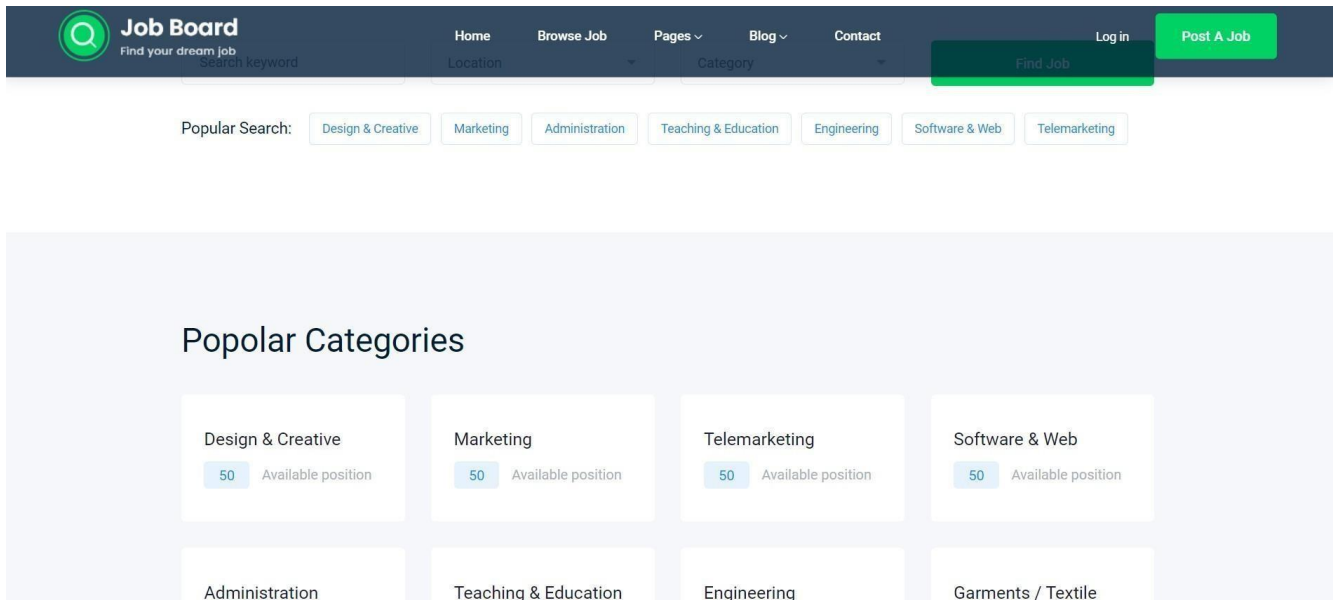 Job Board
Find your dream job
Home Browse Job Pages Blog Contact Log in Post A Job
Search keyword Location Category Find Job
Popular Search: Design & Creative Marketing Administration Teaching & Education Engineering Software & Web Telemarketing
Popolar Categories
Design & Creative Marketing Telemarketing Software & Web
50 Available position 50 Available position 50 Available position 50 Available position
Administration Teaching & Education Engineering Garments / Textile